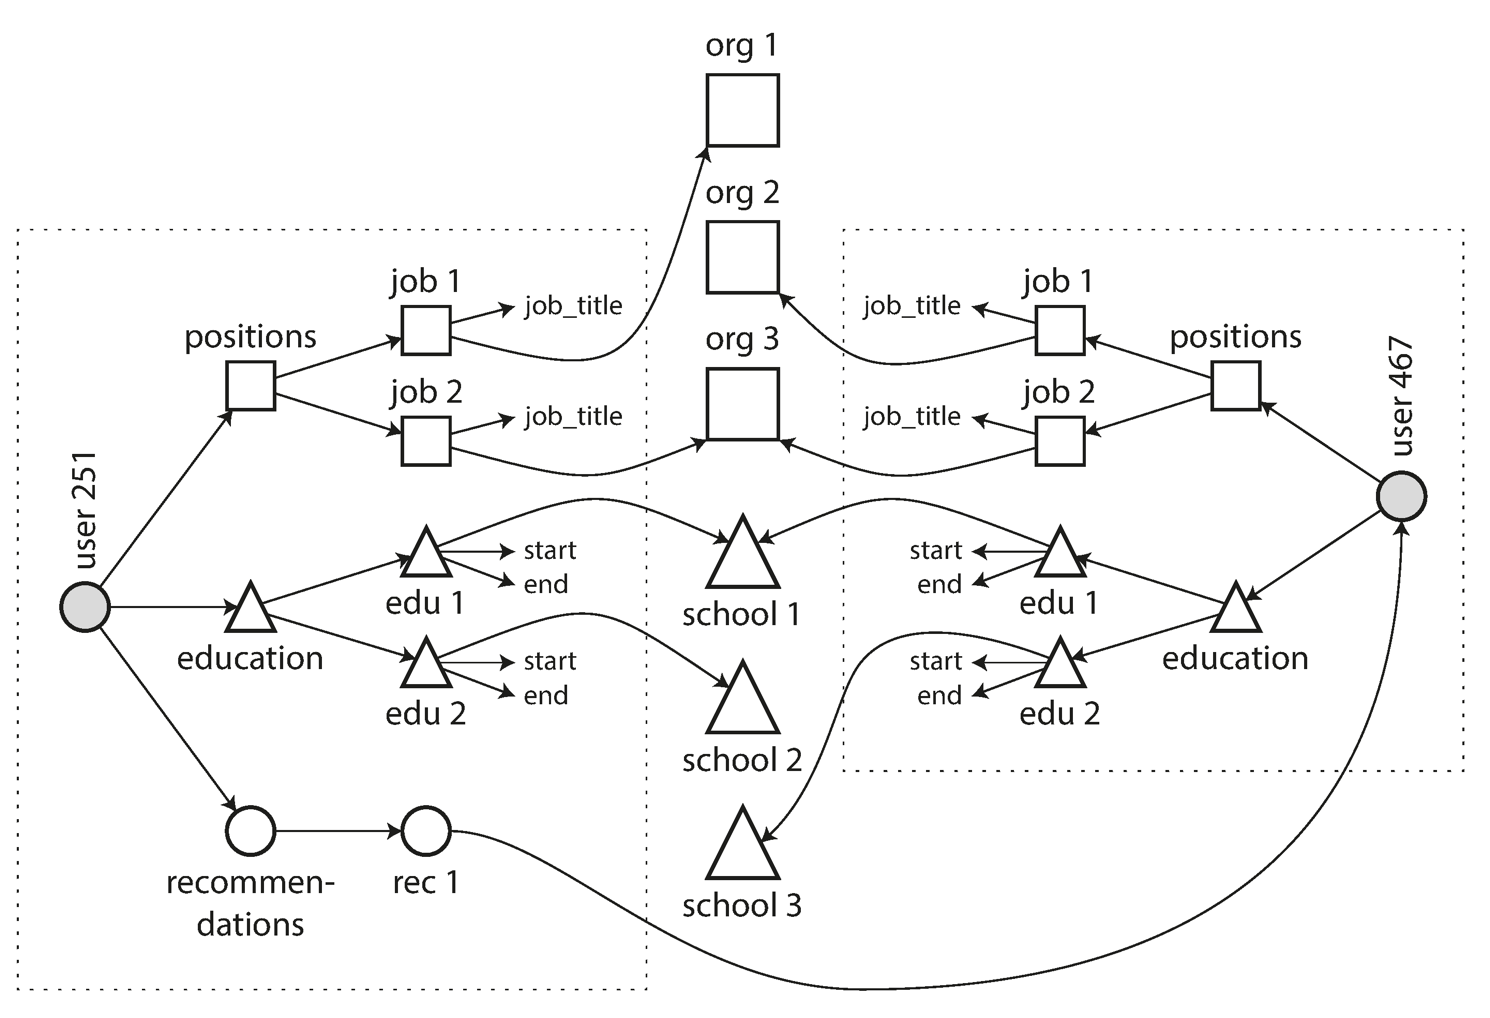 org 1
org 2
org 3
job 1
job_title
positions
job 2
job_title
user 251
edu 1
start
end
education
edu 2
start
end
recommen-
dations
rec 1
school 1
school 2
school 3
job 1
job_title
positions
job 2
job_title
user 467
start
end
edu 1
education
start
end
edu 2